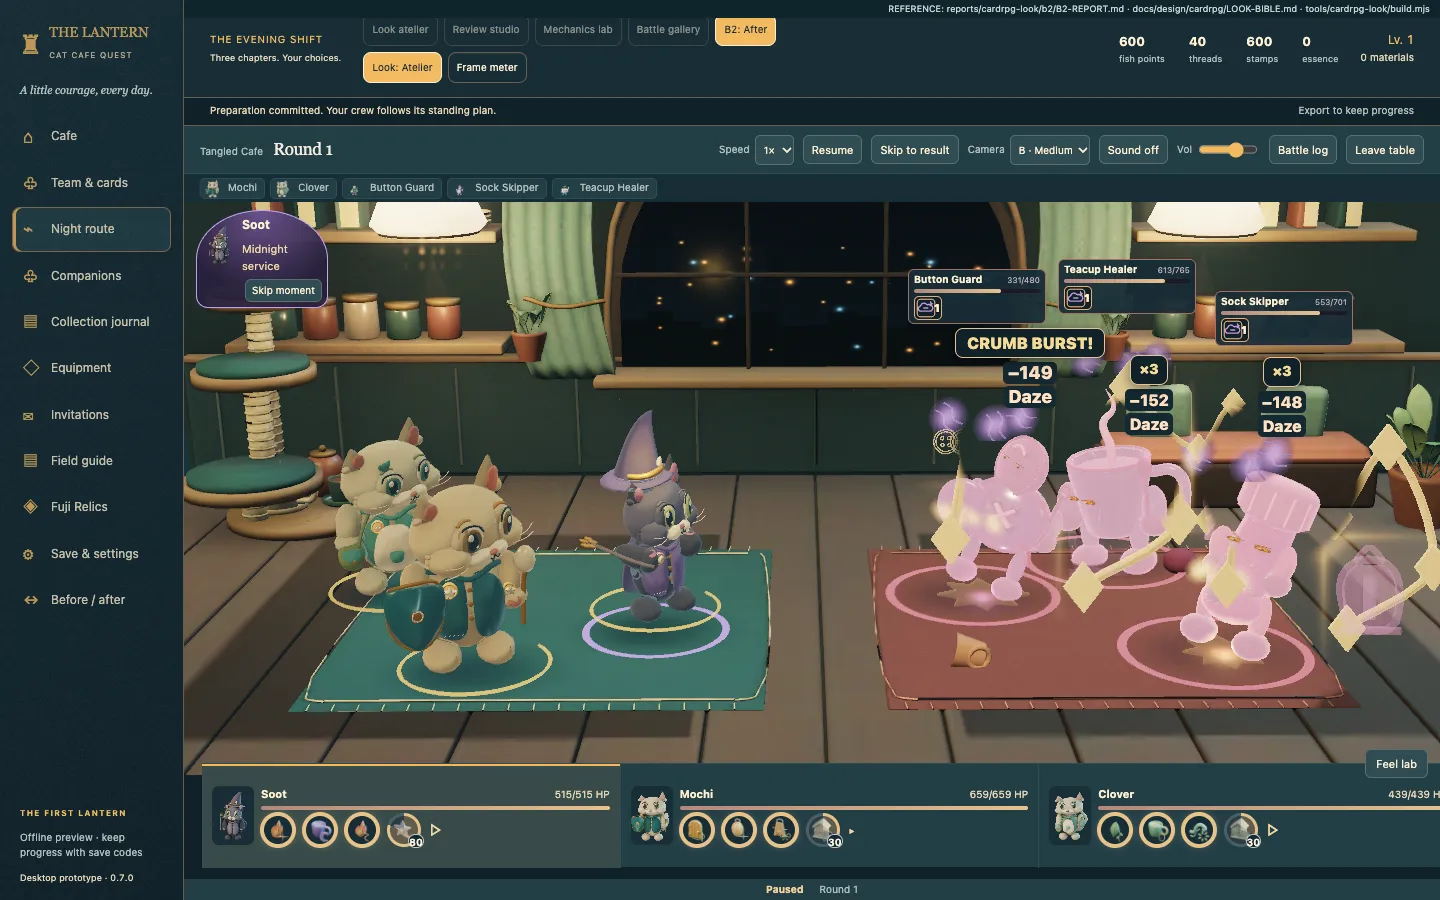 REFERENCE: reports/cardrpg-look/b2/B2-REPORT.md · docs/design/cardrpg/LOOK-BIBLE.md · tools/cardrpg-look/build.mjs
THE LANTERN
CAT CAFE QUEST
A little courage, every day.
Cafe
Team & cards
Night route
Companions
Collection journal
Equipment
Invitations
Field guide
Fuji Relics
Save & settings
Before / after
THE FIRST LANTERN
Offline preview · keep
progress with save codes
Desktop prototype · 0.7.0
THE EVENING SHIFT
Three chapters. Your choices.
Look atelier
Review studio
Mechanics lab
Battle gallery
B2: After
Look: Atelier
Frame meter
600
fish points
40
threads
600
stamps
0
essence
Lv. 1
0 materials
Preparation committed. Your crew follows its standing plan.
Export to keep progress
Tangled Cafe
Round 1
Speed
1x
Resume
Skip to result
Camera
B · Medium
Sound off
Vol
Battle log
Leave table
Mochi
Clover
Button Guard
Sock Skipper
Teacup Healer
Soot
Midnight
service
Skip moment
Button Guard
331/480
1
Teacup Healer
613/765
1
Sock Skipper
553/701
1
CRUMB BURST!
−149
Daze
×3
−152
Daze
×3
−148
Daze
Feel lab
Soot
515/515 HP
80
Mochi
659/659 HP
30
Clover
439/439 H
30
Paused
Round 1